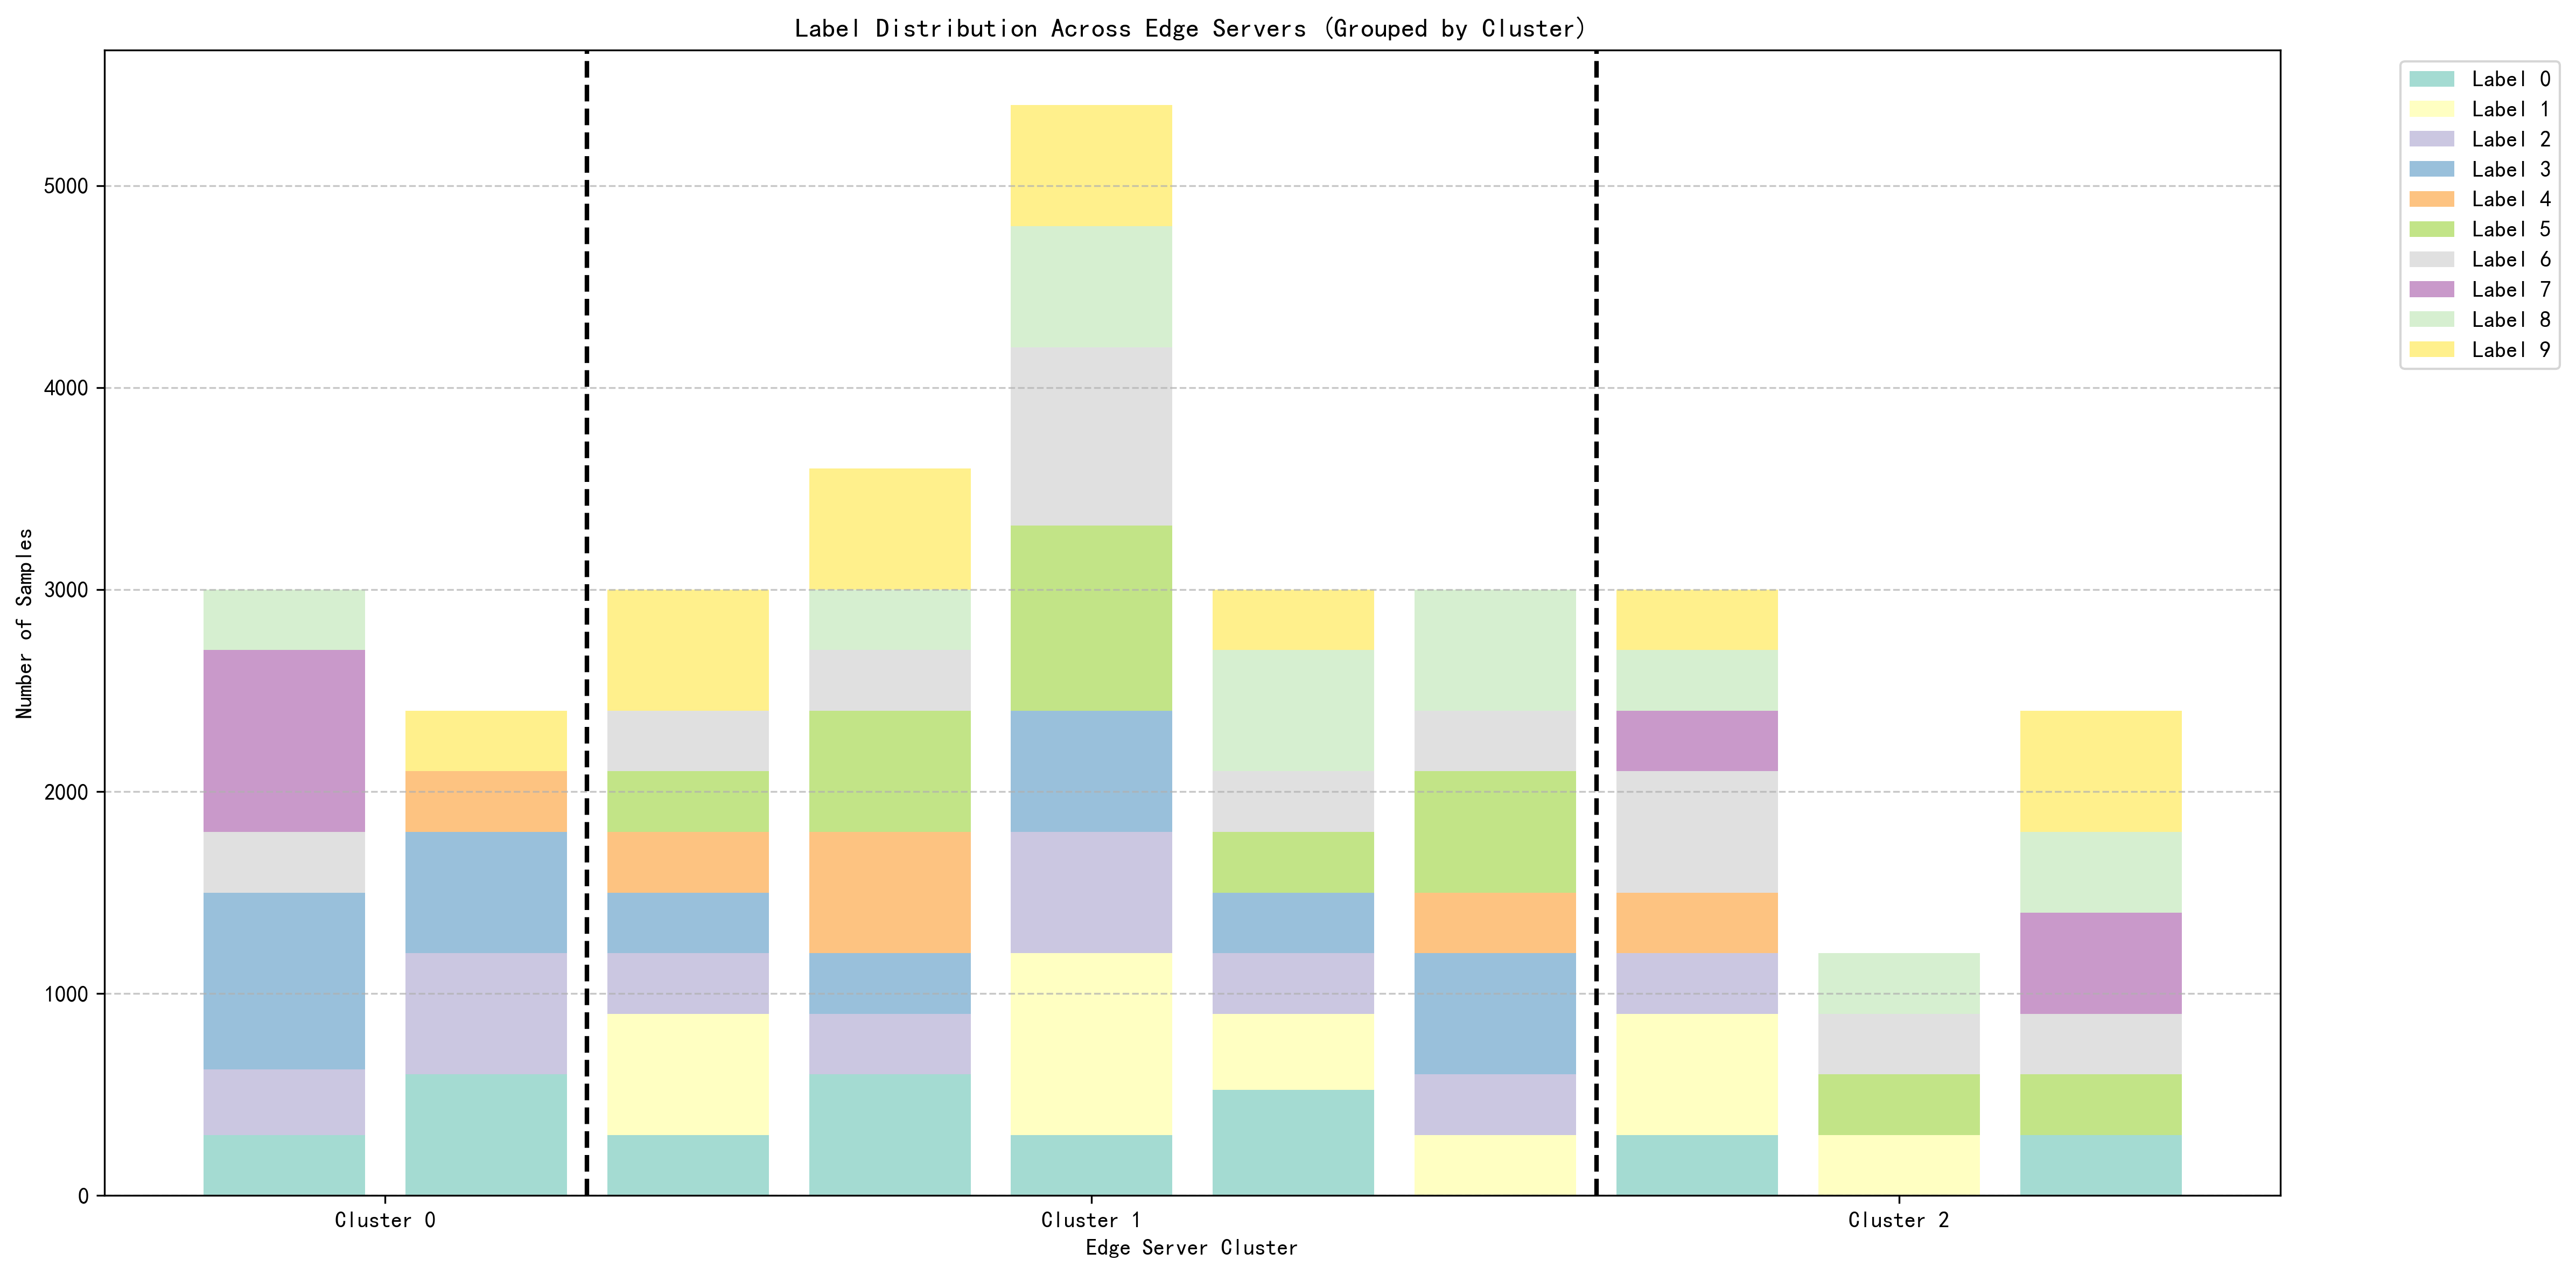 Label Distribution Across Edge Servers (Grouped by Cluster)
Label 0
Label 1
Label 2
Label 3
Label 4
Label 5
Label 6
Label 7
Label 8
Label 9
Number of Samples
5000
4000
3000
2000
1000
0
Cluster 0
Cluster 1
Cluster 2
Edge Server Cluster